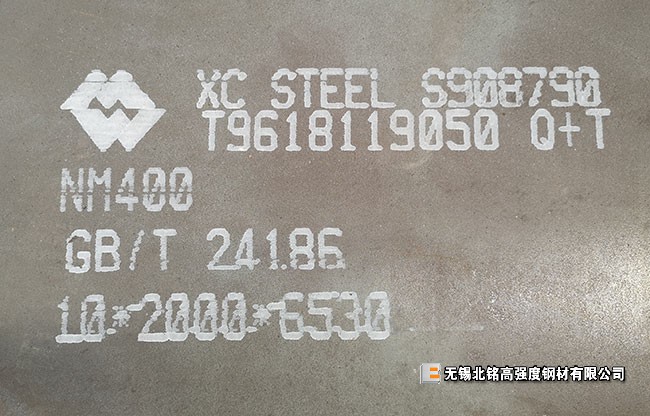 XC STEEL S908790
T9618119050 Q+T
NM400
GB/T 24186
10*2000*6530
无锡北铭高强度钢材有限公司